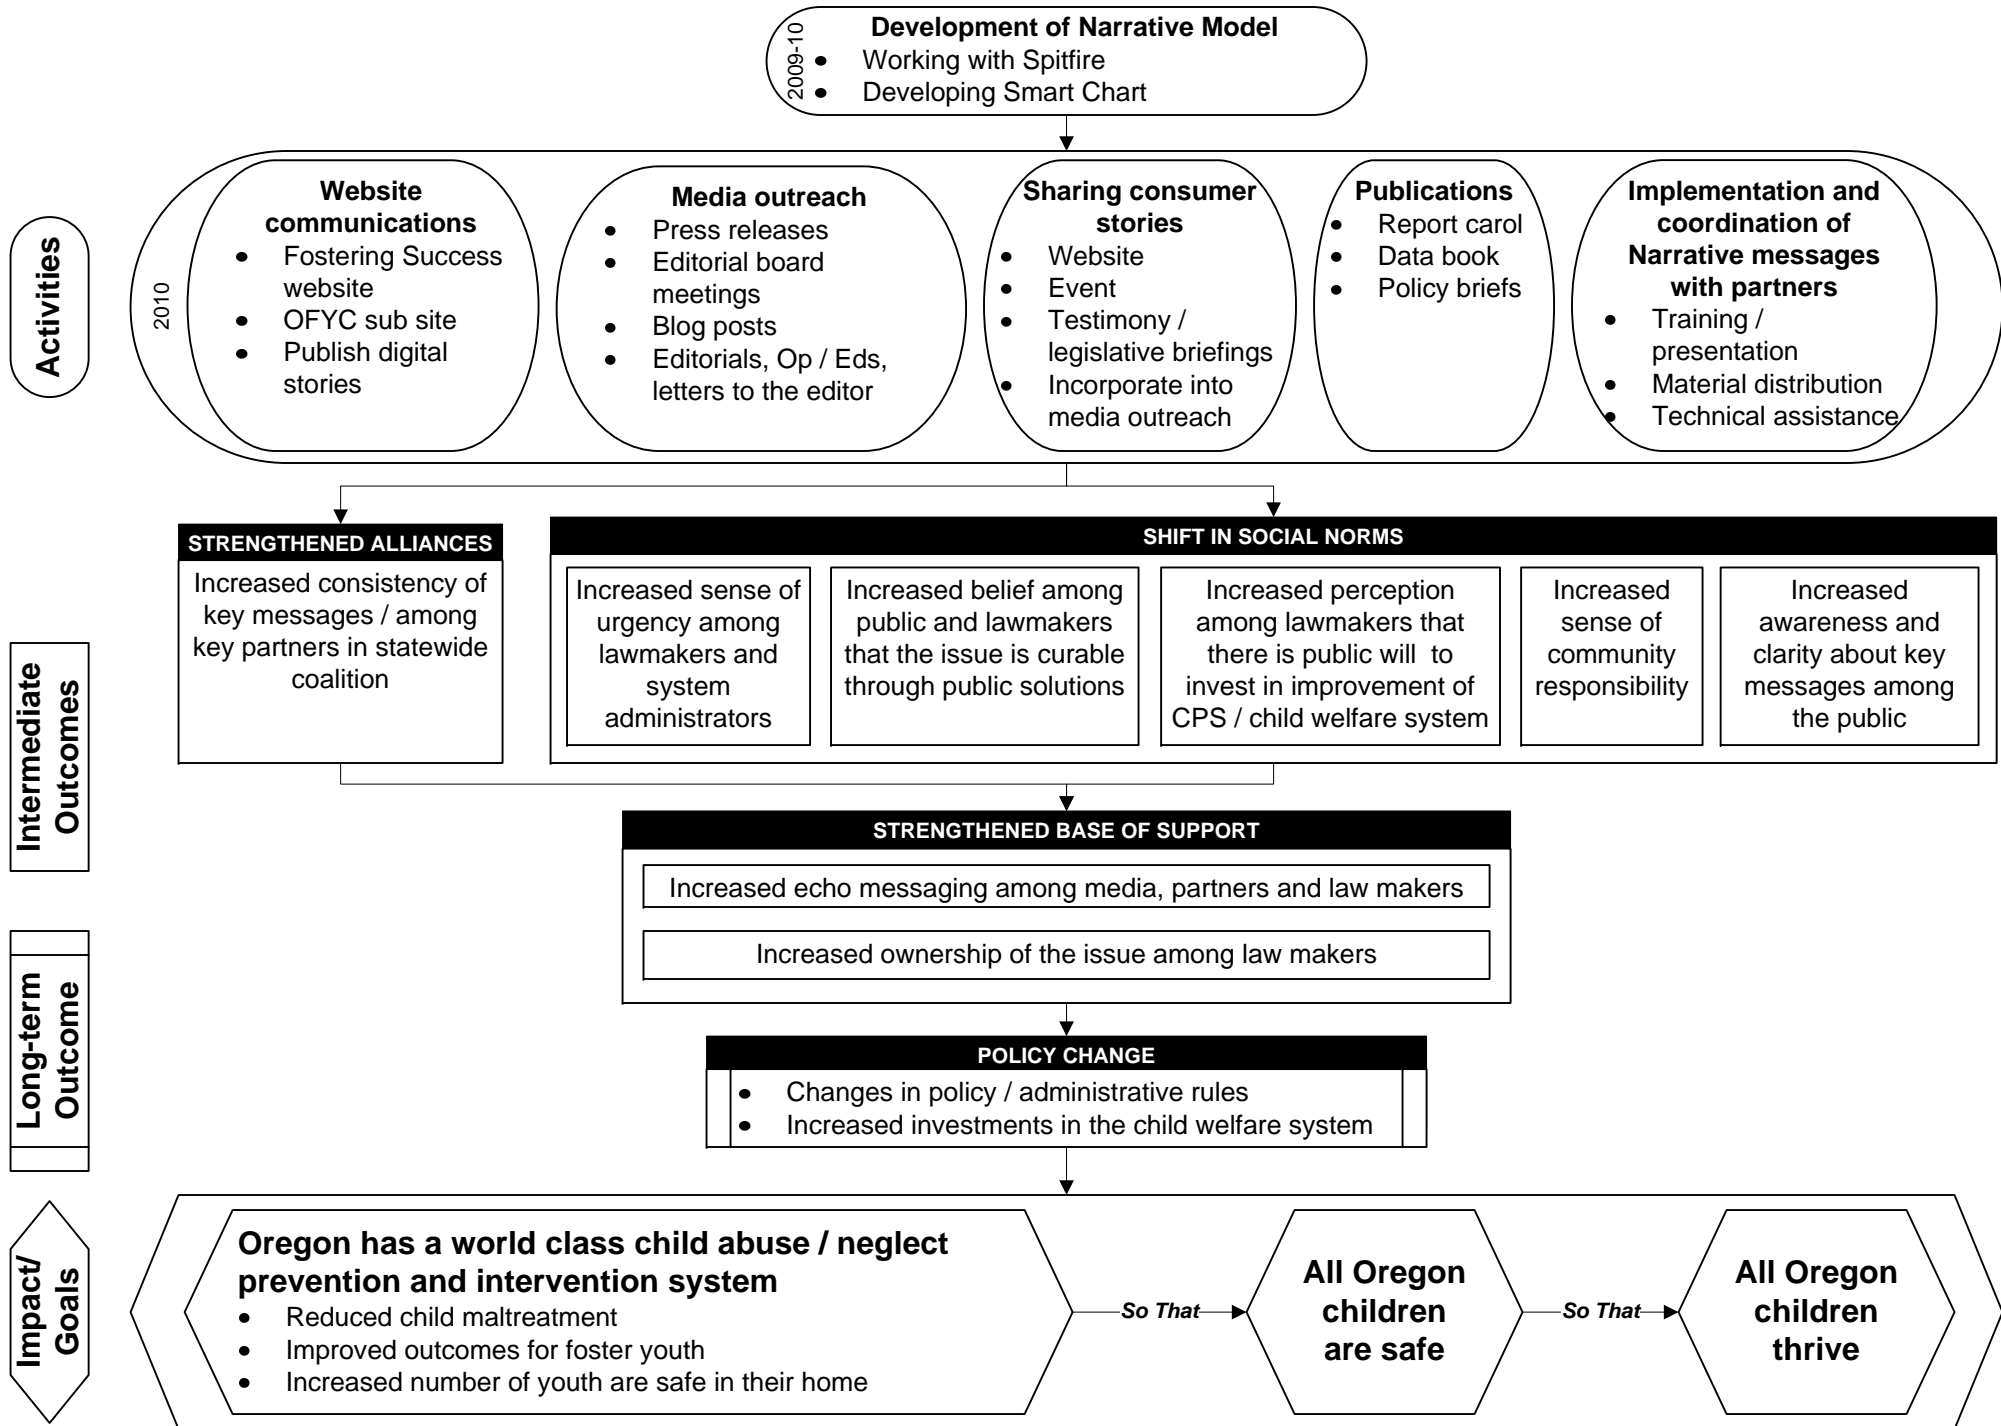 2009-10
Development of Narrative Model
• Working with Spitfire
• Developing Smart Chart
Activities
2010
Website
communications
• Fostering Success
website
• OFYC sub site
• Publish digital
stories
Media outreach
• Press releases
• Editorial board
meetings
• Blog posts
• Editorials, Op / Eds,
letters to the editor
Sharing consumer
stories
• Website
• Event
• Testimony /
legislative briefings
• Incorporate into
media outreach
Publications
• Report carol
• Data book
• Policy briefs
Implementation and
coordination of
Narrative messages
with partners
• Training /
presentation
• Material distribution
• Technical assistance
Intermediate
Outcomes
STRENGTHENED ALLIANCES
Increased consistency of
key messages / among
key partners in statewide
coalition
SHIFT IN SOCIAL NORMS
Increased sense of
urgency among
lawmakers and
system
administrators
Increased belief among
public and lawmakers
that the issue is curable
through public solutions
Increased perception
among lawmakers that
there is public will to
invest in improvement of
CPS / child welfare system
Increased
sense of
community
responsibility
Increased
awareness and
clarity about key
messages among
the public
STRENGTHENED BASE OF SUPPORT
Increased echo messaging among media, partners and law makers
Increased ownership of the issue among law makers
Long-term
Outcome
POLICY CHANGE
• Changes in policy / administrative rules
• Increased investments in the child welfare system
Impact/
Goals
Oregon has a world class child abuse / neglect
prevention and intervention system
• Reduced child maltreatment
• Improved outcomes for foster youth
• Increased number of youth are safe in their home
So That
All Oregon
children
are safe
So That
All Oregon
children
thrive